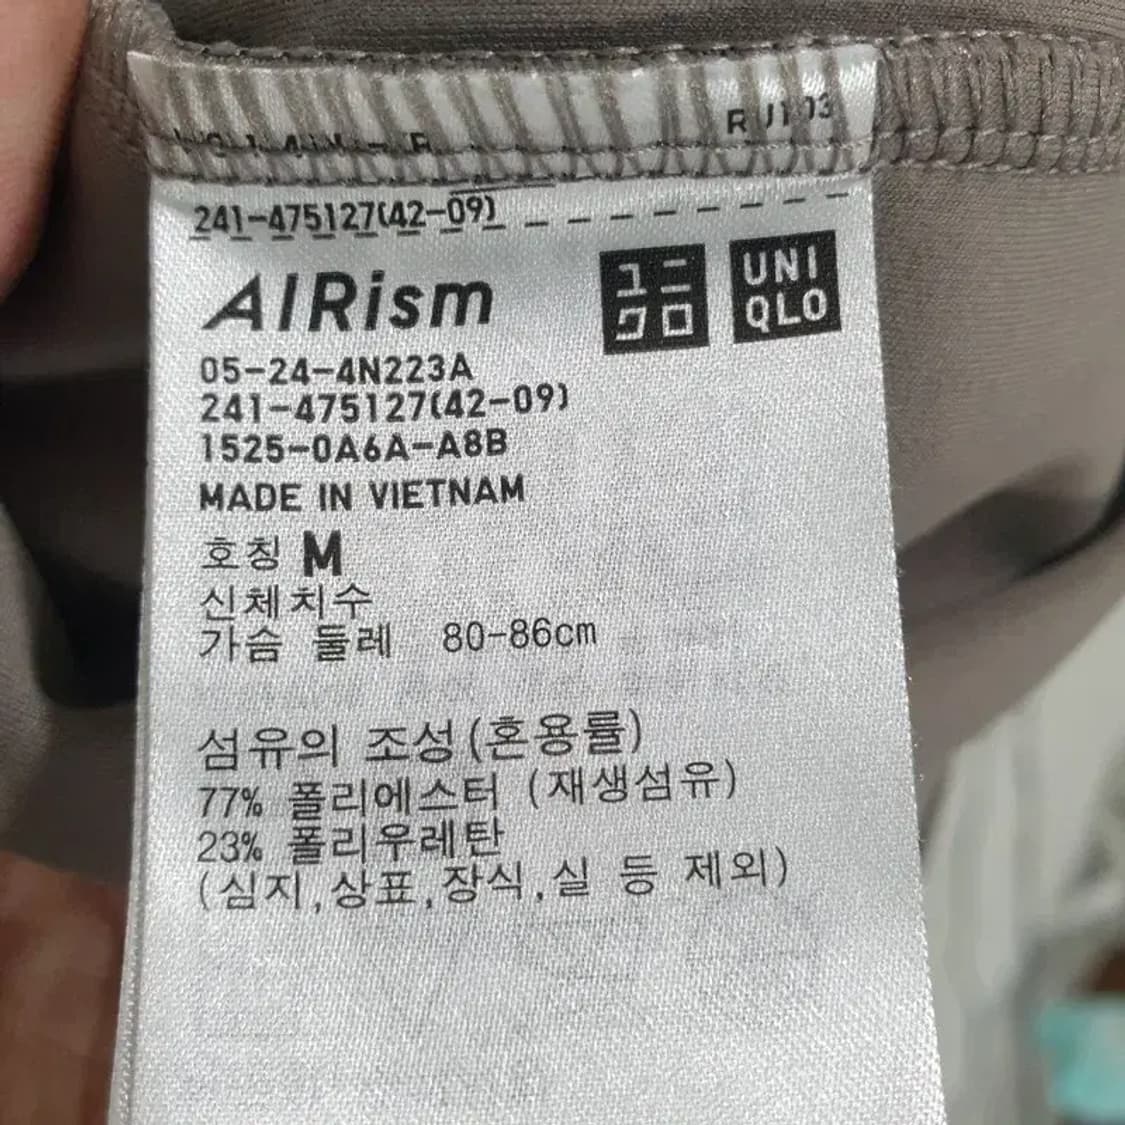 241-475127(42-09)
AIRism
ユニ
クロ
UNI
QLO
05-24-4N223A
241-475127(42-09)
1525-0A6A-A8B
MADE IN VIETNAM
호칭 M
신체치수
가슴 둘레 80-86cm
섬유의 조성(혼용률)
77% 폴리에스터 (재생섬유)
23% 폴리우레탄
(심지,상표,장식,실 등 제외)